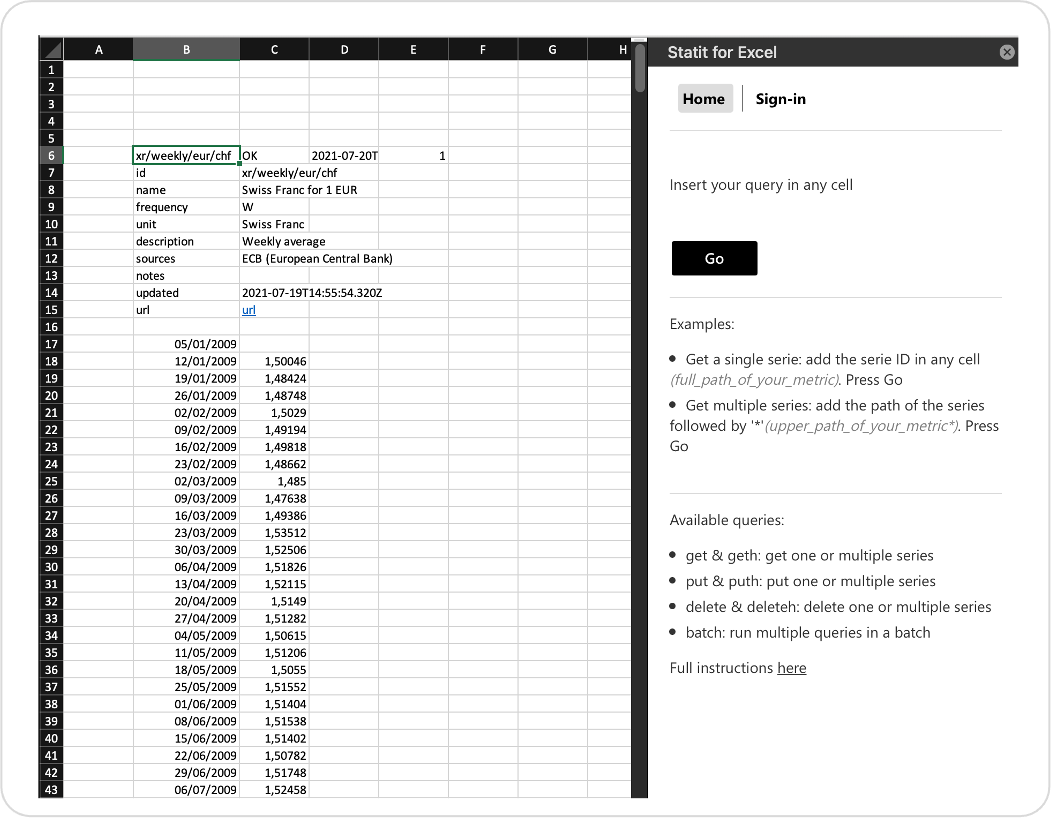 A B C D E F G H
1
2
3
4
5
6 xr/weekly/eur/chf OK 2021-07-20T 1
7 id xr/weekly/eur/chf
8 name Swiss Franc for 1 EUR
9 frequency W
10 unit Swiss Franc
11 description Weekly average
12 sources ECB (European Central Bank)
13 notes
14 updated 2021-07-19T14:55:54.320Z
15 url url
16
17 05/01/2009
18 12/01/2009 1,50046
19 19/01/2009 1,48424
20 26/01/2009 1,48748
21 02/02/2009 1,5029
22 09/02/2009 1,49194
23 16/02/2009 1,49818
24 23/02/2009 1,48662
25 02/03/2009 1,485
26 09/03/2009 1,47638
27 16/03/2009 1,49386
28 23/03/2009 1,53512
29 30/03/2009 1,52506
30 06/04/2009 1,51826
31 13/04/2009 1,52115
32 20/04/2009 1,5149
33 27/04/2009 1,51282
34 04/05/2009 1,50615
35 11/05/2009 1,51206
36 18/05/2009 1,5055
37 25/05/2009 1,51552
38 01/06/2009 1,51404
39 08/06/2009 1,51538
40 15/06/2009 1,51402
41 22/06/2009 1,50782
42 29/06/2009 1,51748
43 06/07/2009 1,52458
Statit for Excel
Home Sign-in
Insert your query in any cell
Go
Examples:
• Get a single serie: add the serie ID in any cell
(full_path_of_your_metric). Press Go
• Get multiple series: add the path of the series
followed by '*'(upper_path_of_your_metric*). Press
Go
Available queries:
• get & geth: get one or multiple series
• put & puth: put one or multiple series
• delete & deleteh: delete one or multiple series
• batch: run multiple queries in a batch
Full instructions here